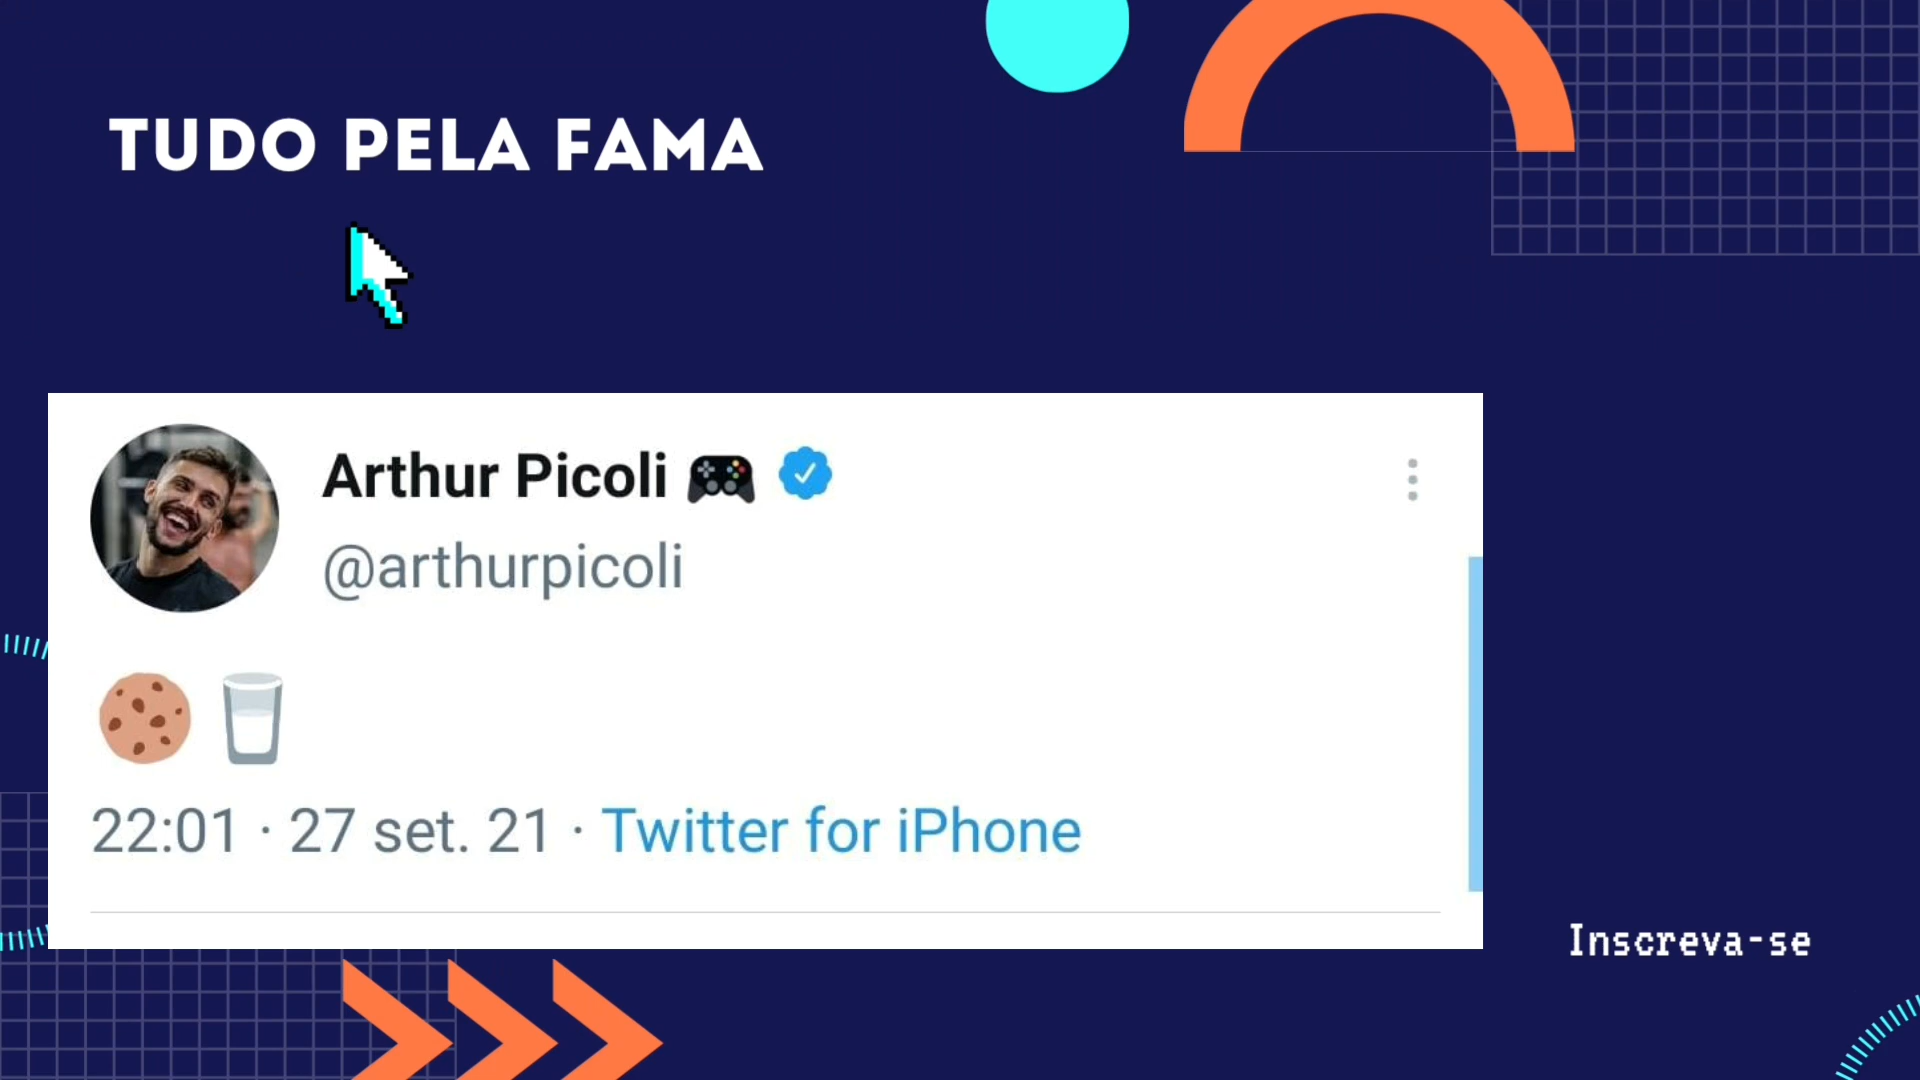 TUDO PELA FAMA
Arthur Picoli 🎮
@arthurpicoli
🍪 🥛
22:01 · 27 set. 21 · Twitter for iPhone
Inscreva-se